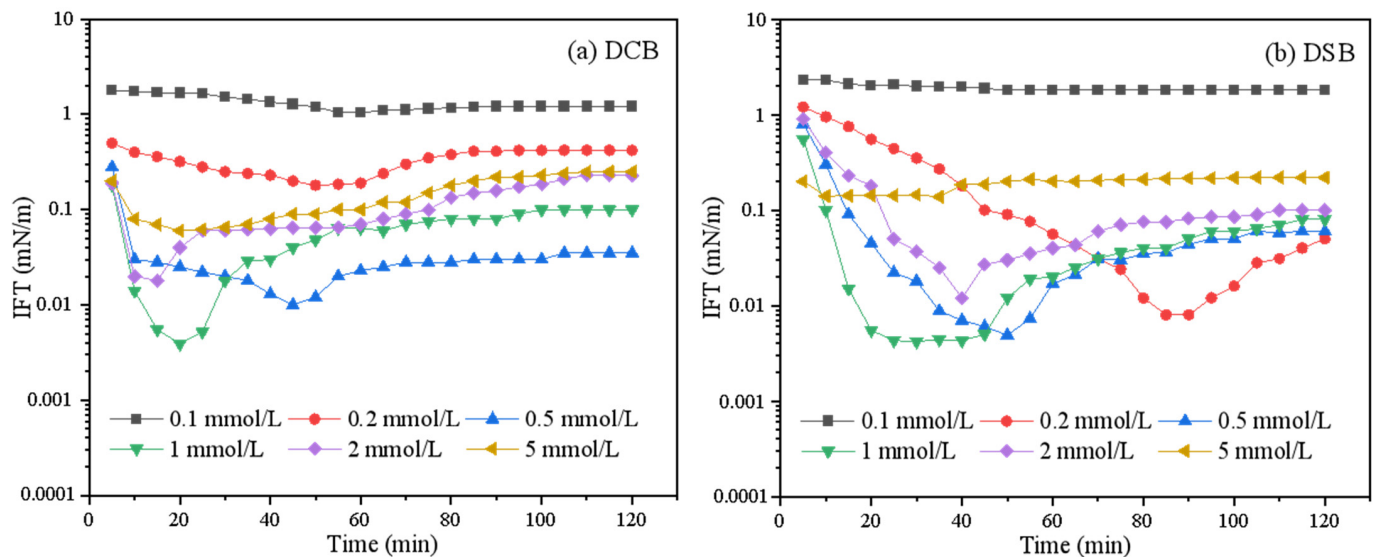 (a) DCB
IFT (mN/m)
10
1
0.1
0.01
0.001
0.0001
0.1 mmol/L 0.2 mmol/L 0.5 mmol/L
1 mmol/L 2 mmol/L 5 mmol/L
0 20 40 60 80 100 120
Time (min)
(b) DSB
IFT (mN/m)
10
1
0.1
0.01
0.001
0.0001
0.1 mmol/L 0.2 mmol/L 0.5 mmol/L
1 mmol/L 2 mmol/L 5 mmol/L
0 20 40 60 80 100 120
Time (min)